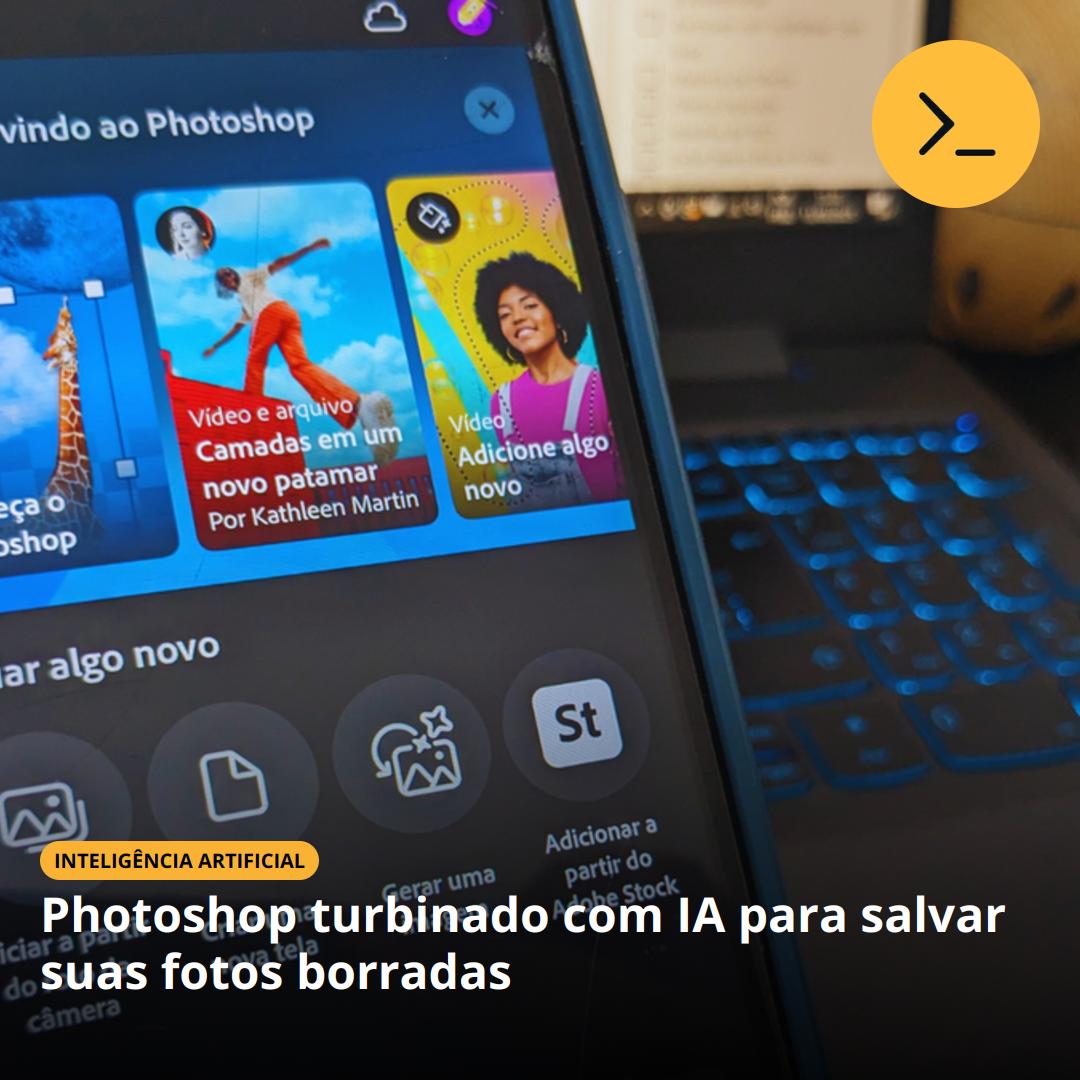 vindo ao Photoshop
Vídeo e arquivo
Camadas em um
novo patamar
Por Kathleen Martin
Vídeo
Adicione algo
novo
eça o
oshop
ar algo novo
St
Adicionar a
partir do
Adobe Stock
Gerar uma
INTELIGÊNCIA ARTIFICIAL
Photoshop turbinado com IA para salvar
suas fotos borradas
iciar a
do
câmera
tela